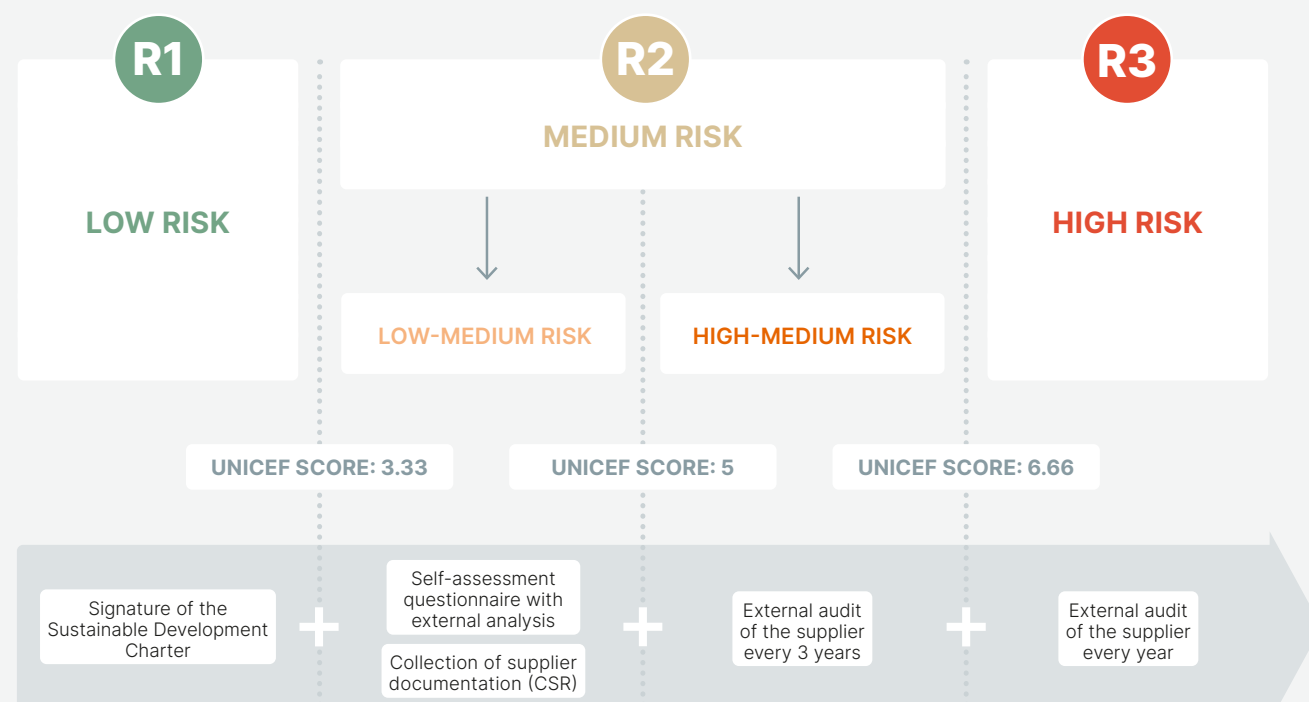 R1
R2
R3
MEDIUM RISK
LOW RISK
HIGH RISK
LOW-MEDIUM RISK
HIGH-MEDIUM RISK
UNICEF SCORE: 3.33
UNICEF SCORE: 5
UNICEF SCORE: 6.66
Signature of the
Sustainable Development
Charter
+
Self-assessment
questionnaire with
external analysis
Collection of supplier
documentation (CSR)
+
External audit
of the supplier
every 3 years
+
External audit
of the supplier
every year